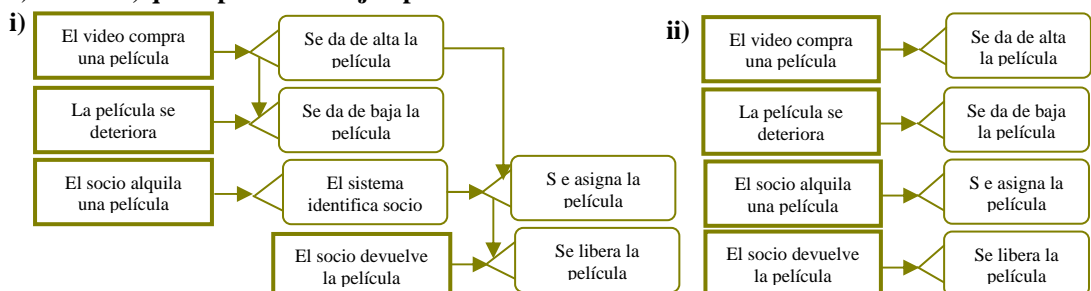 i)
El video compra
una película
Se da de alta la
película
La película se
deteriora
Se da de baja la
película
El socio alquila
una película
El sistema
identifica socio
S e asigna la
película
El socio devuelve
la película
Se libera la
película
ii)
El video compra
una película
Se da de alta
la película
La película se
deteriora
Se da de baja
la película
El socio alquila
una película
S e asigna la
película
El socio devuelve
la película
Se libera la
película